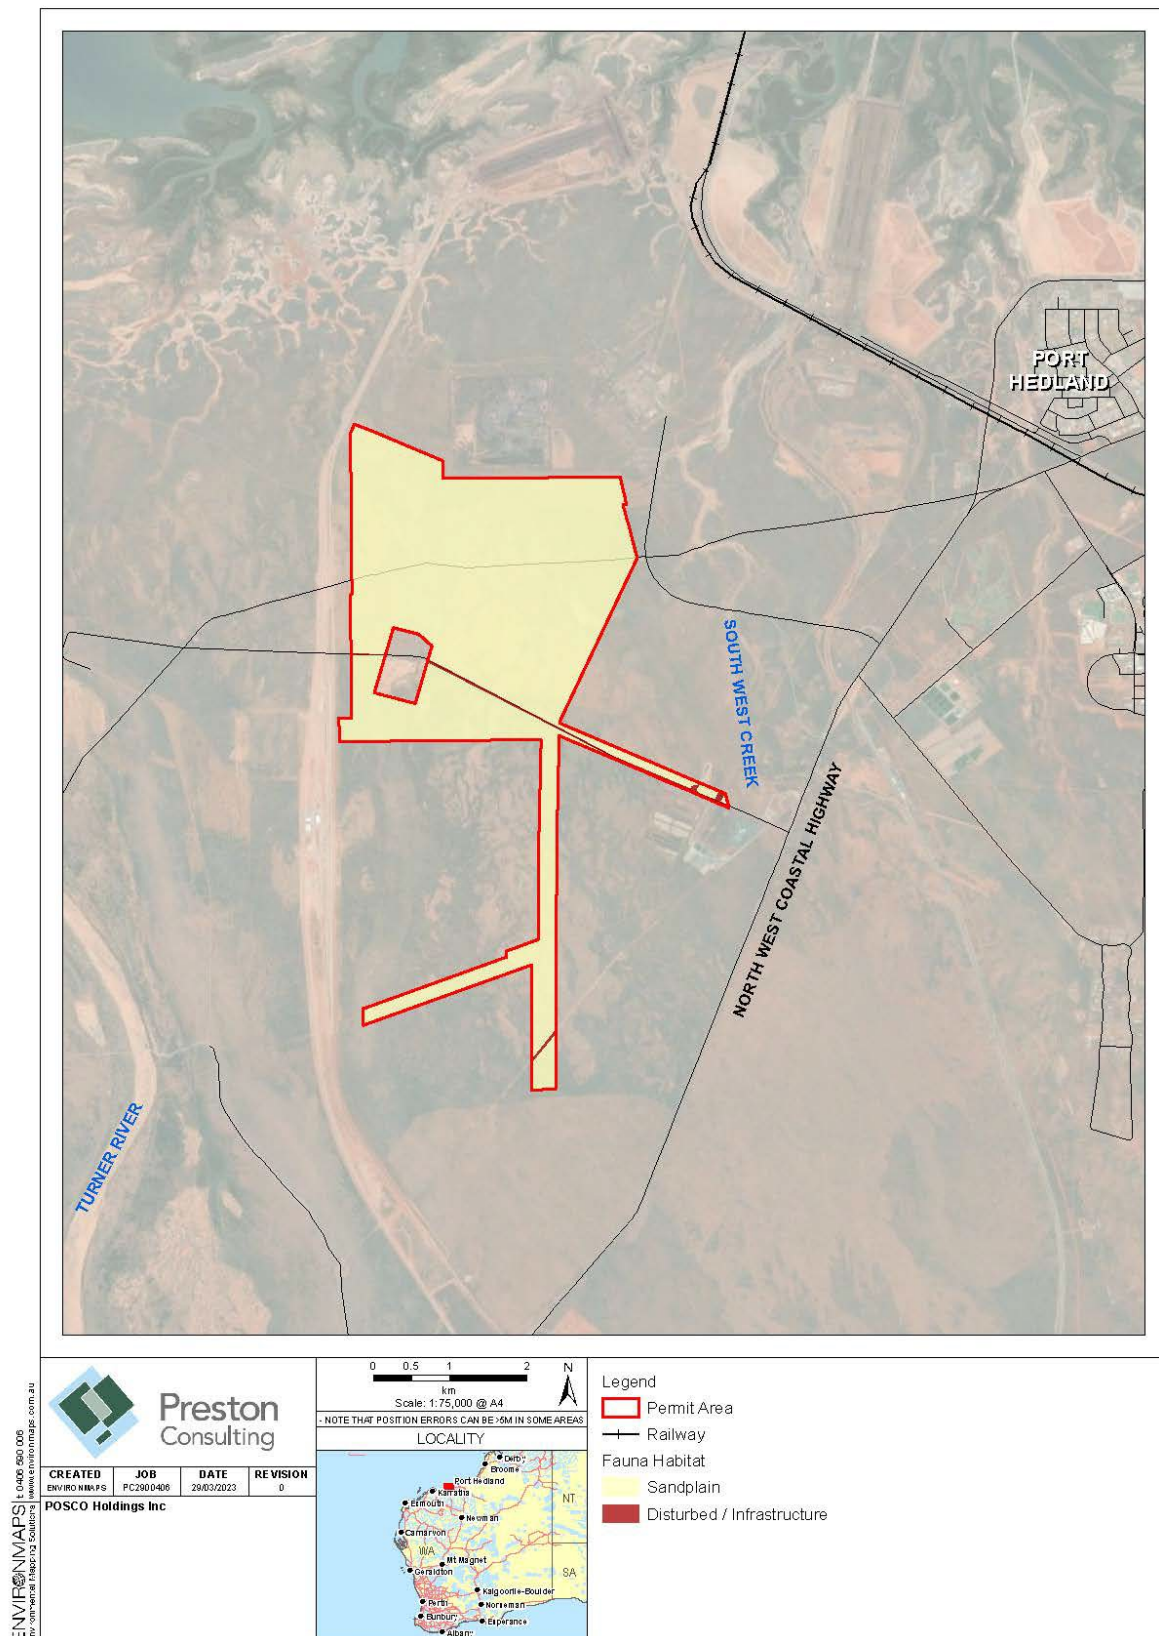 PORT
HEDLAND
SOUTH WEST CREEK
NORTH WEST COASTAL HIGHWAY
TURNER RIVER
ENVIRONMAPS
t 0406 590 006
www.environmaps.com.au
Preston
Consulting
CREATED JOB DATE REVISION
ENVIRONMAPS PC2900406 29/03/2023 0
POSCO Holdings Inc
0 0.5 1 2
km
N
Scale: 1:75,000 @ A4
- NOTE THAT POSITION ERRORS CAN BE >5M IN SOME AREAS
LOCALITY
Derby
Broome
Port Hedland
Karratha
Exmouth
NT
Newman
Carnarvon
WA
Mt Magnet
Geraldton
SA
Kalgoorlie-Boulder
Perth
Norseman
Bunbury
Esperance
Albany
Legend
Permit Area
Railway
Fauna Habitat
Sandplain
Disturbed / Infrastructure